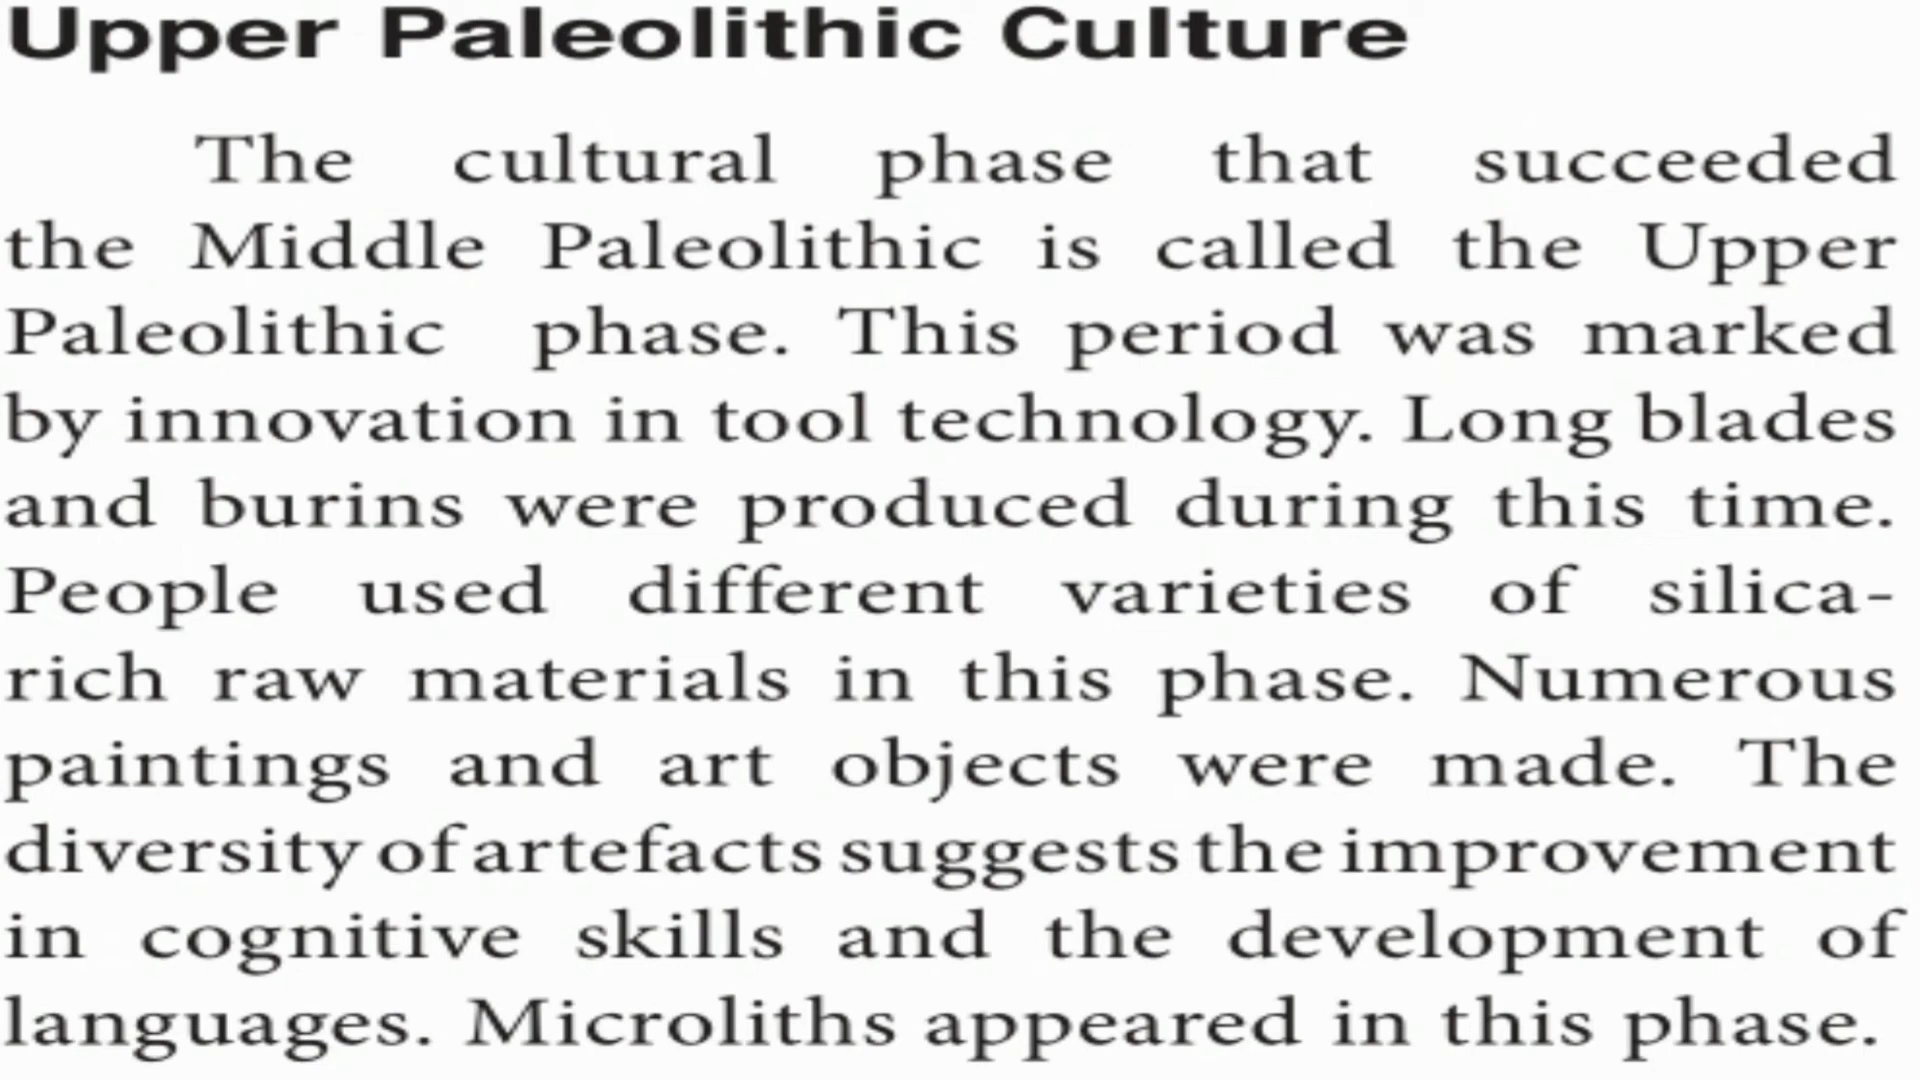 Upper Paleolithic Culture
The cultural phase that succeeded
the Middle Paleolithic is called the Upper
Paleolithic phase. This period was marked
by innovation in tool technology. Long blades
and burins were produced during this time.
People used different varieties of silica-
rich raw materials in this phase. Numerous
paintings and art objects were made. The
diversity of artefacts suggests the improvement
in cognitive skills and the development of
languages. Microliths appeared in this phase.